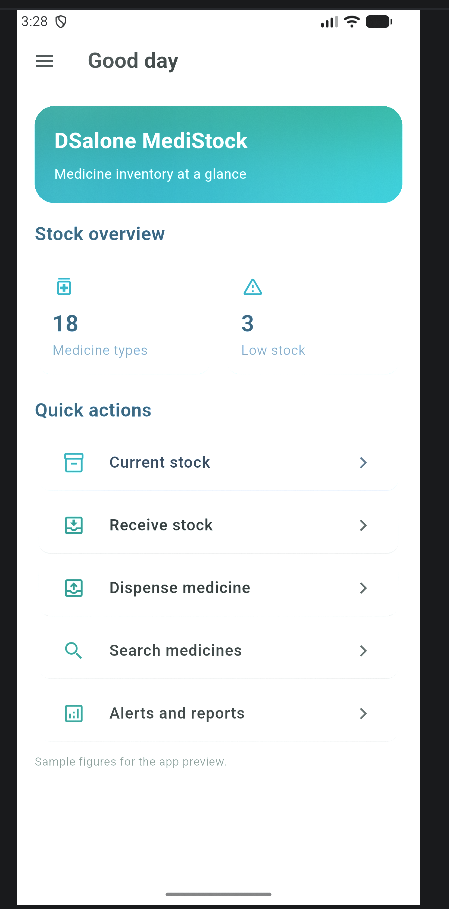 3:28
Good day
DSalone MediStock
Medicine inventory at a glance
Stock overview
18
3
Medicine types
Low stock
Quick actions
Current stock
Receive stock
Dispense medicine
Search medicines
Alerts and reports
Sample figures for the app preview.